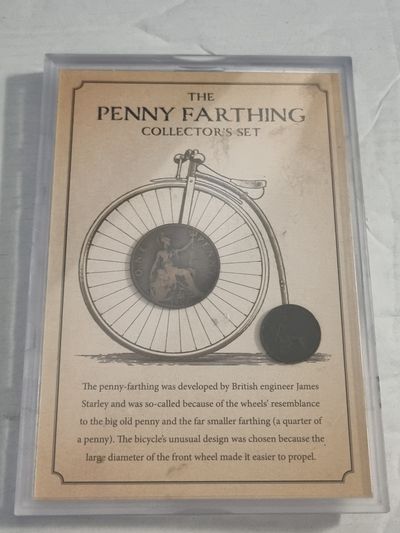 THE
PENNY FARTHING
COLLECTOR'S SET
ONE PENNY
The penny-farthing was developed by British engineer James
Starley and was so-called because of the wheels' resemblance
to the big old penny and the far smaller farthing (a quarter of
a penny). The bicycle's unusual design was chosen because the
large diameter of the front wheel made it easier to propel.